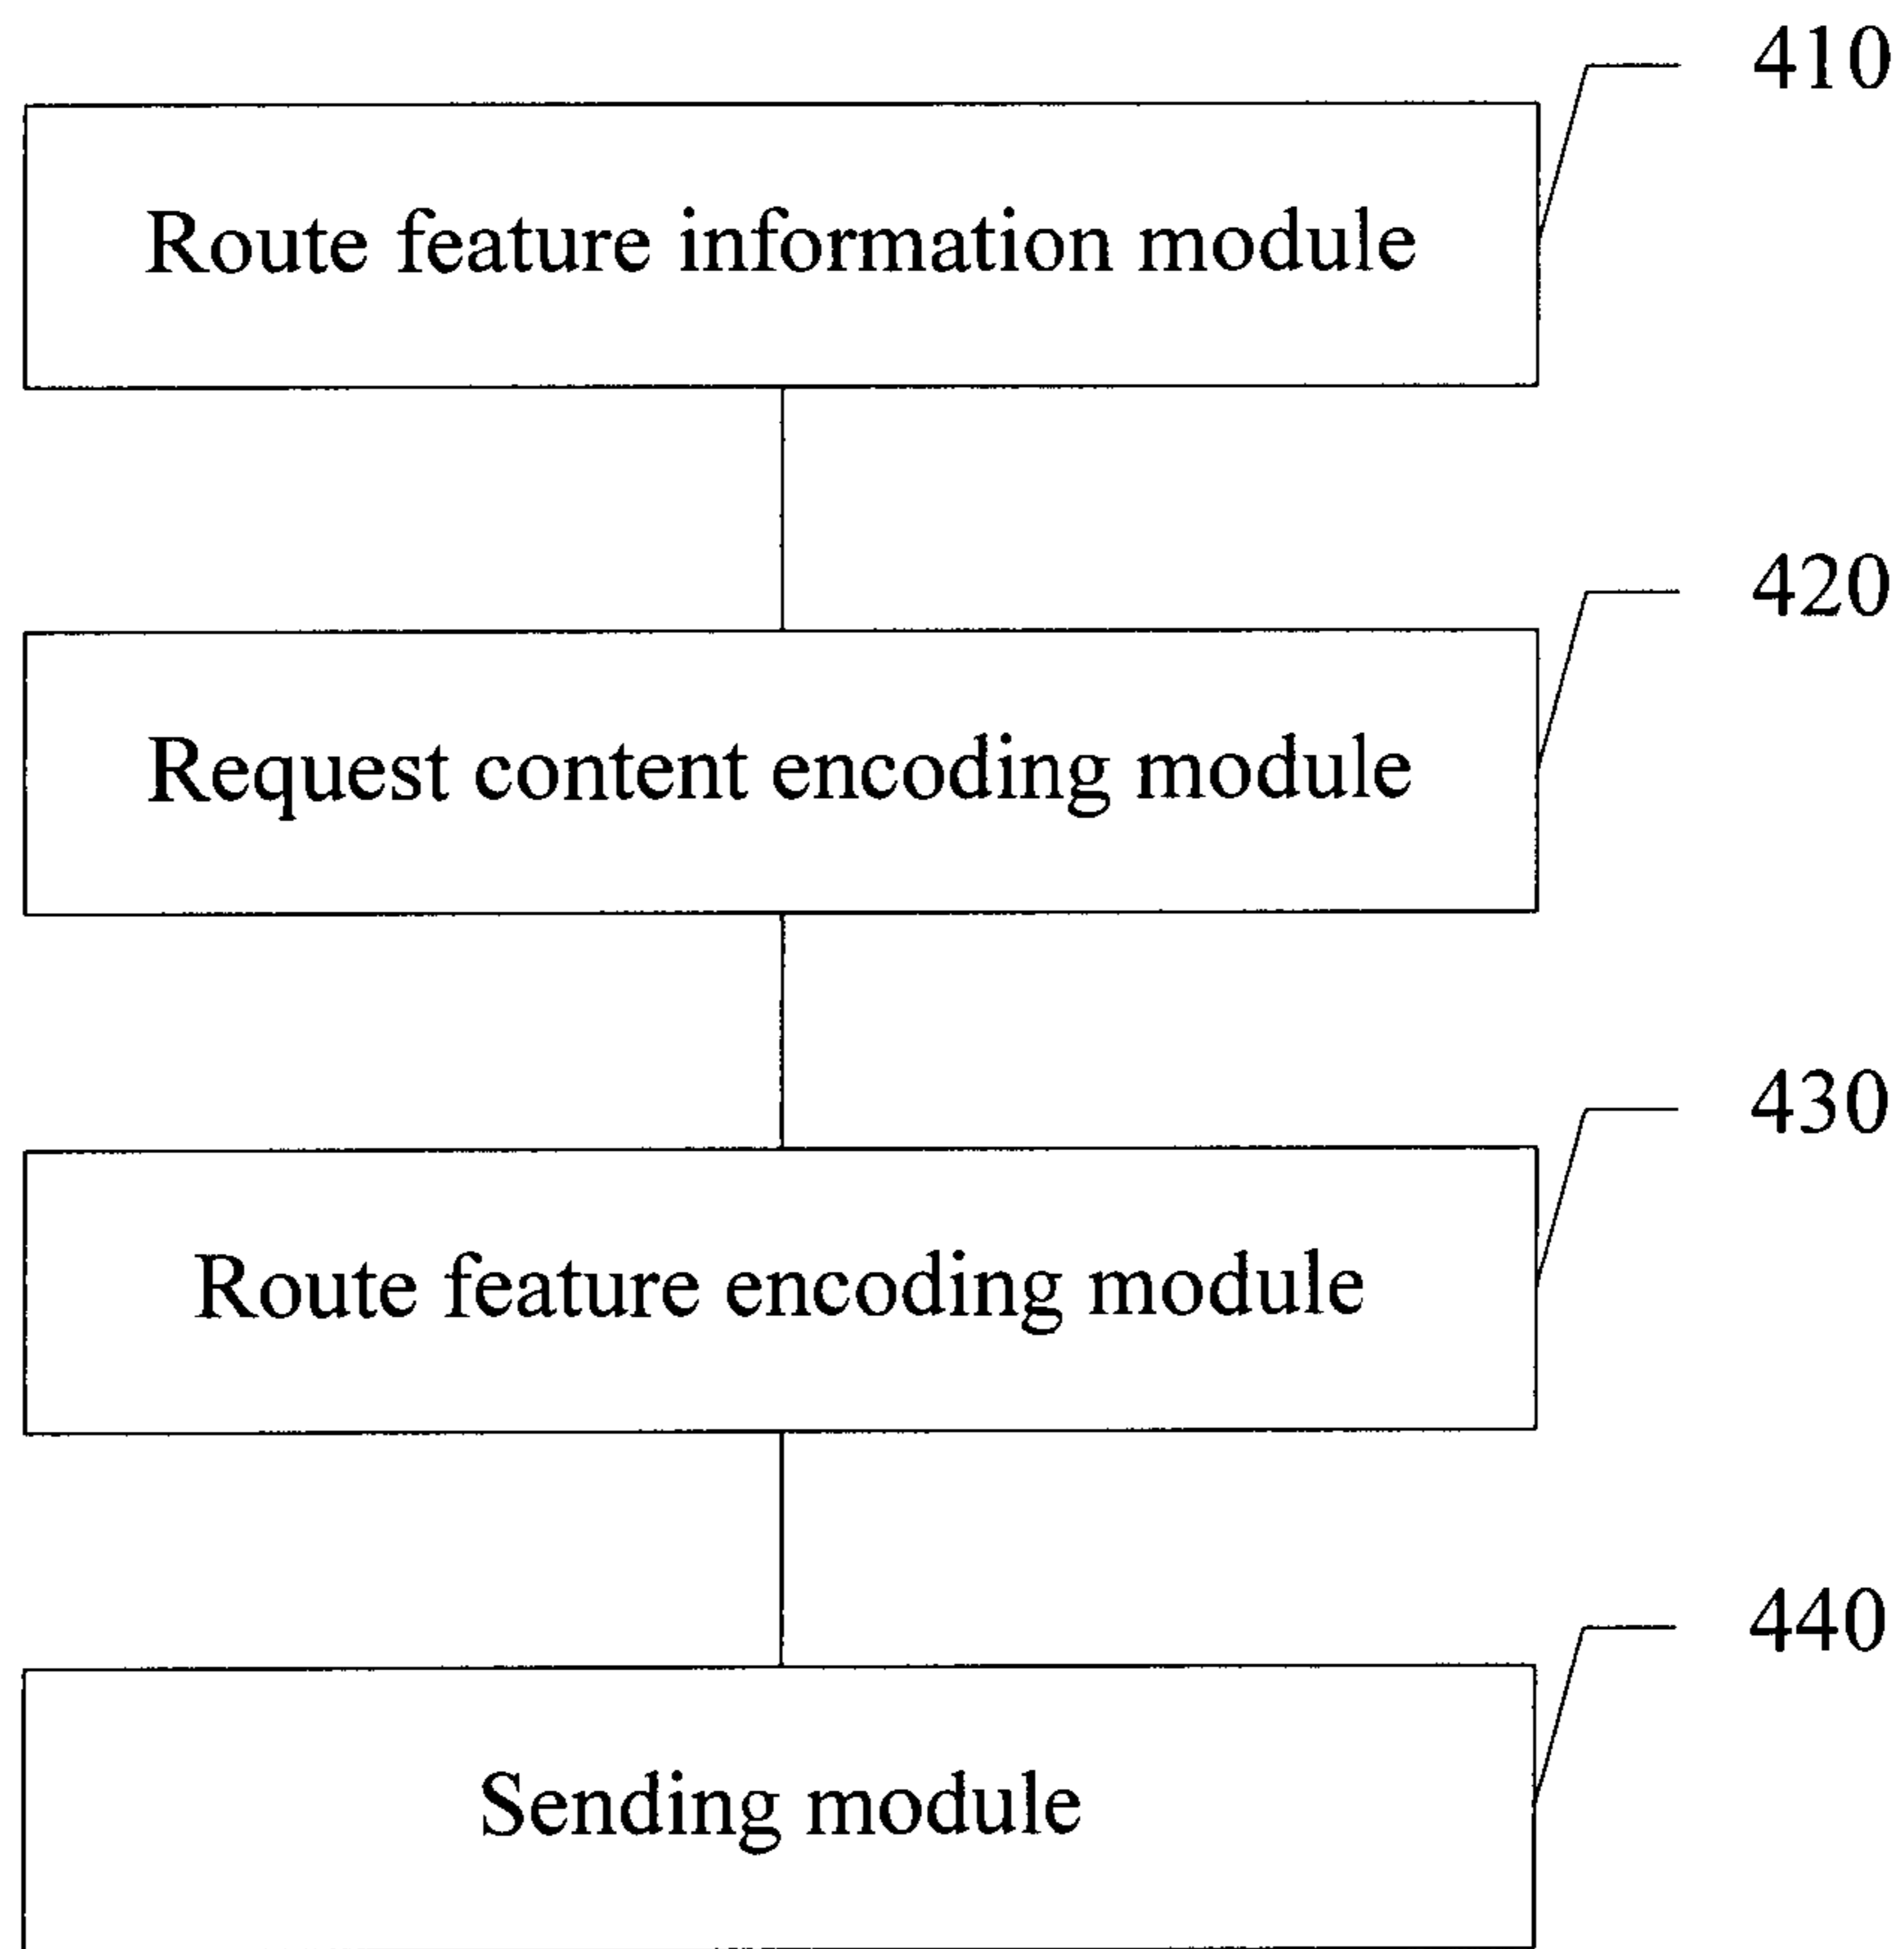 410
Route feature information module
420
Request content encoding module
430
Route feature encoding module
440
Sending module